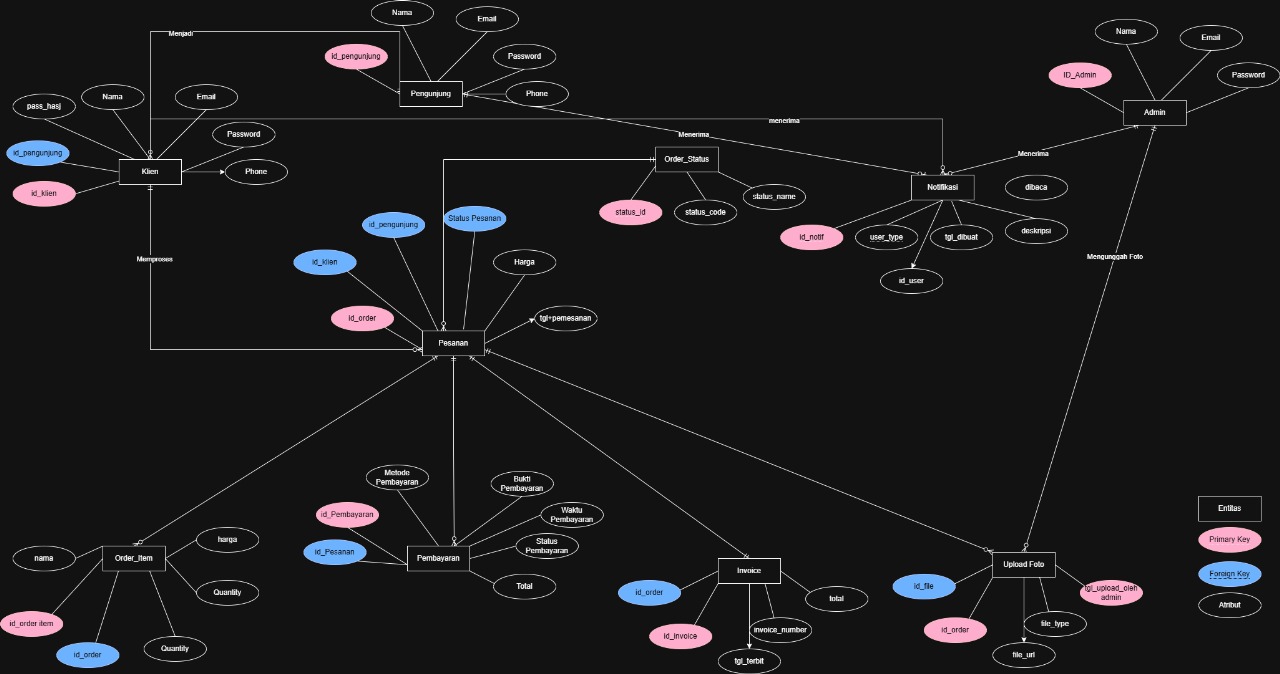 Nama
Email
Menjadi
id_pengunjung
Password
Pengunjung
Phone
Nama
Email
ID_Admin
Password
Admin
pass_hasj
Nama
Email
Password
id_pengunjung
Klien
Phone
id_klien
menerima
Menerima
Menerima
Order_Status
status_id
status_code
status_name
Notifikasi
dibaca
id_notif
user_type
tgl_dibuat
deskripsi
id_user
Memproses
id_pengunjung
Status Pesanan
id_klien
Harga
id_order
tgl+pemesanan
Pesanan
Mengunggah Foto
Metode
Pembayaran
Bukti
Pembayaran
id_Pembayaran
Waktu
Pembayaran
id_Pesanan
Status
Pembayaran
Pembayaran
Total
nama
Order_Item
harga
Quantity
id_order item
id_order
Quantity
Invoice
id_order
total
id_invoice
invoice_number
tgl_terbit
Upload Foto
id_file
tgl_upload_oleh
admin
id_order
file_type
file_url
Entitas
Primary Key
Foreign Key
Atribut